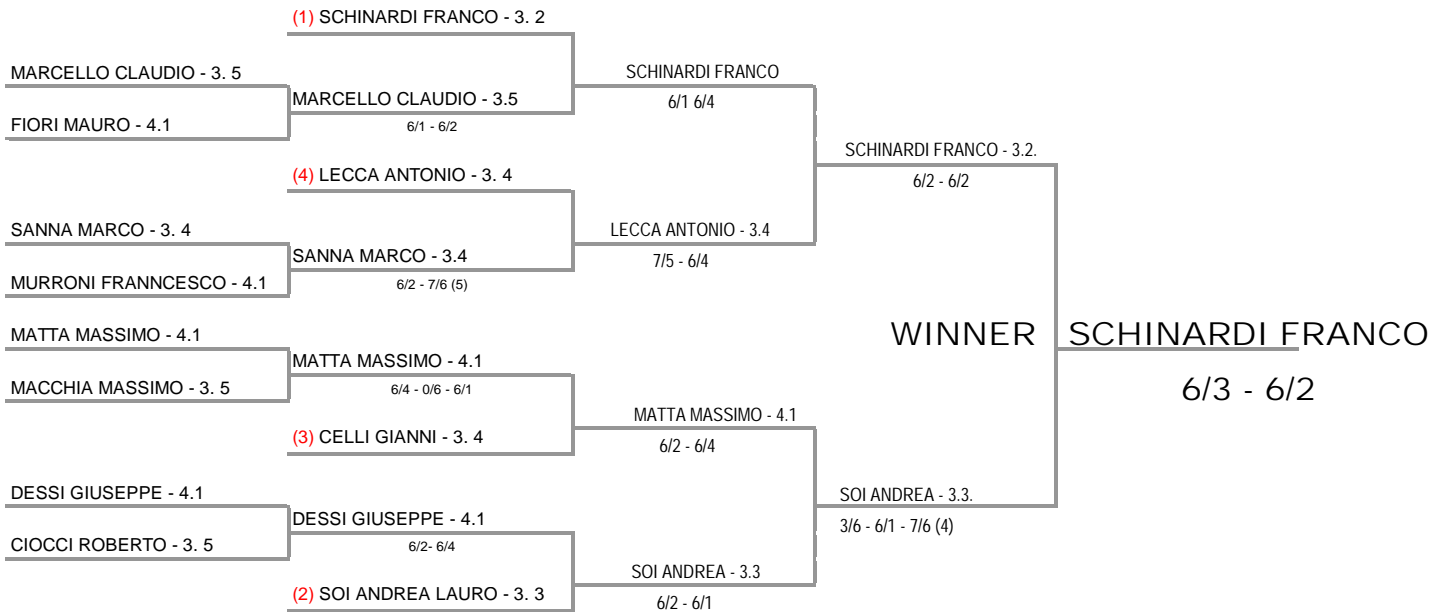 (1) SCHINARDI FRANCO - 3. 2
MARCELLO CLAUDIO - 3. 5
SCHINARDI FRANCO
MARCELLO CLAUDIO - 3.5
6/1 6/4
FIORI MAURO - 4.1
6/1 - 6/2
SCHINARDI FRANCO - 3.2.
(4) LECCA ANTONIO - 3. 4
6/2 - 6/2
SANNA MARCO - 3. 4
LECCA ANTONIO - 3.4
SANNA MARCO - 3.4
7/5 - 6/4
MURRONI FRANNCESCO - 4.1
6/2 - 7/6 (5)
MATTA MASSIMO - 4.1
WINNER SCHINARDI FRANCO
MATTA MASSIMO - 4.1
MACCHIA MASSIMO - 3. 5
6/4 - 0/6 - 6/1
6/3 - 6/2
MATTA MASSIMO - 4.1
(3) CELLI GIANNI - 3. 4
6/2 - 6/4
DESSI GIUSEPPE - 4.1
SOI ANDREA - 3.3.
DESSI GIUSEPPE - 4.1
3/6 - 6/1 - 7/6 (4)
CIOCCI ROBERTO - 3. 5
6/2- 6/4
SOI ANDREA - 3.3
(2) SOI ANDREA LAURO - 3. 3
6/2 - 6/1